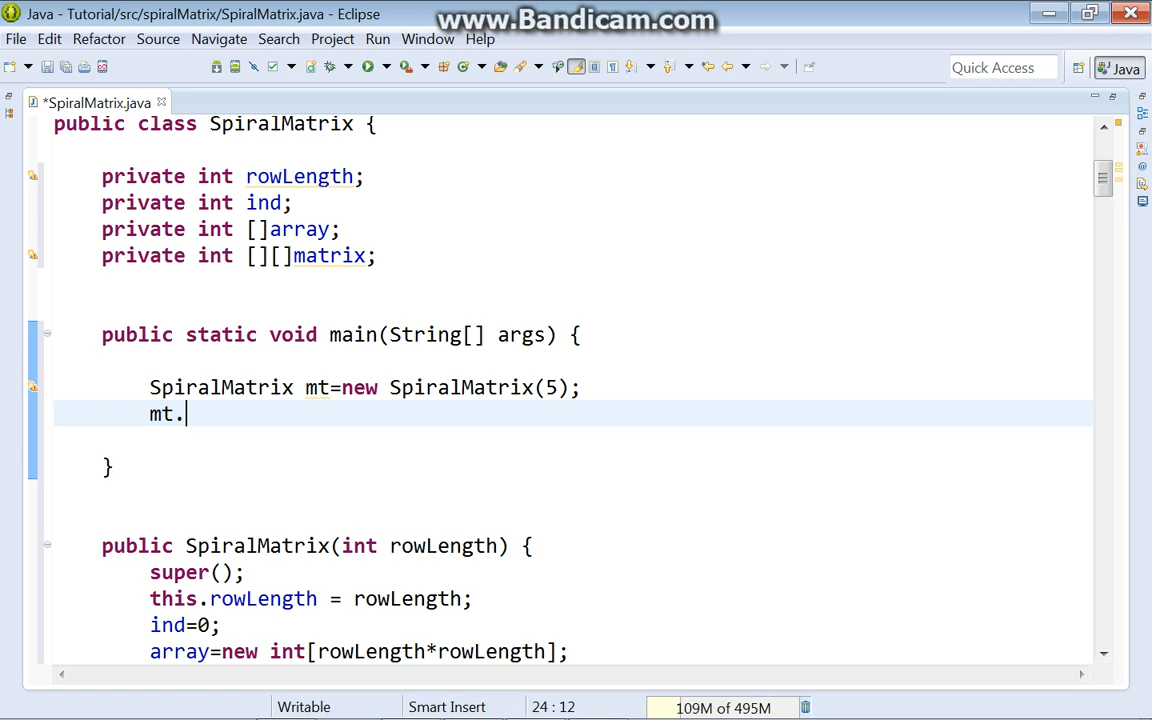 Java - Tutorial/src/spiralMatrix/SpiralMatrix.java - Eclipse
www.Bandicam.com
File Edit Refactor Source Navigate Search Project Run Window Help
Quick Access
Java
*SpiralMatrix.java
public class SpiralMatrix {
private int rowLength;
private int ind;
private int []array;
private int [][]matrix;
public static void main(String[] args) {
SpiralMatrix mt=new SpiralMatrix(5);
mt.
}
public SpiralMatrix(int rowLength) {
super();
this.rowLength = rowLength;
ind=0;
array=new int[rowLength*rowLength];
Writable Smart Insert 24 : 12 109M of 495M